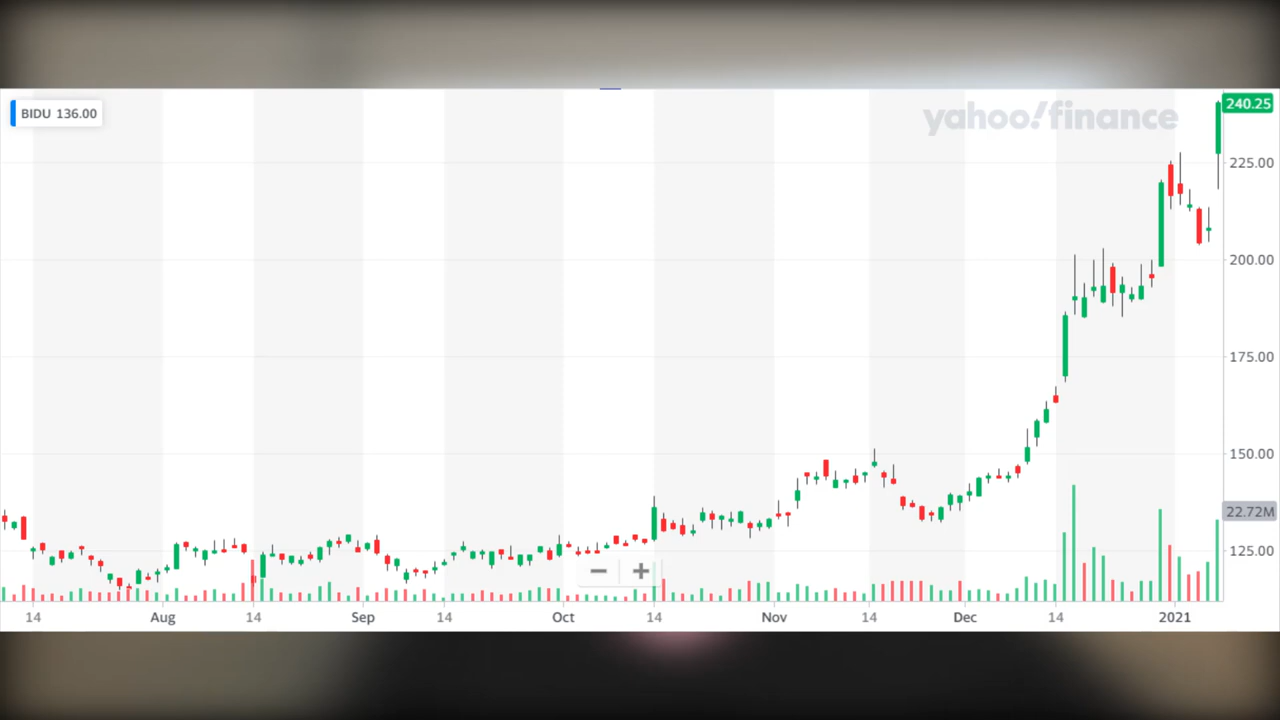 BIDU 136.00
yahoo!finance
240.25
225.00
200.00
175.00
150.00
22.72M
125.00
14 Aug 14 Sep 14 Oct 14 Nov 14 Dec 14 2021